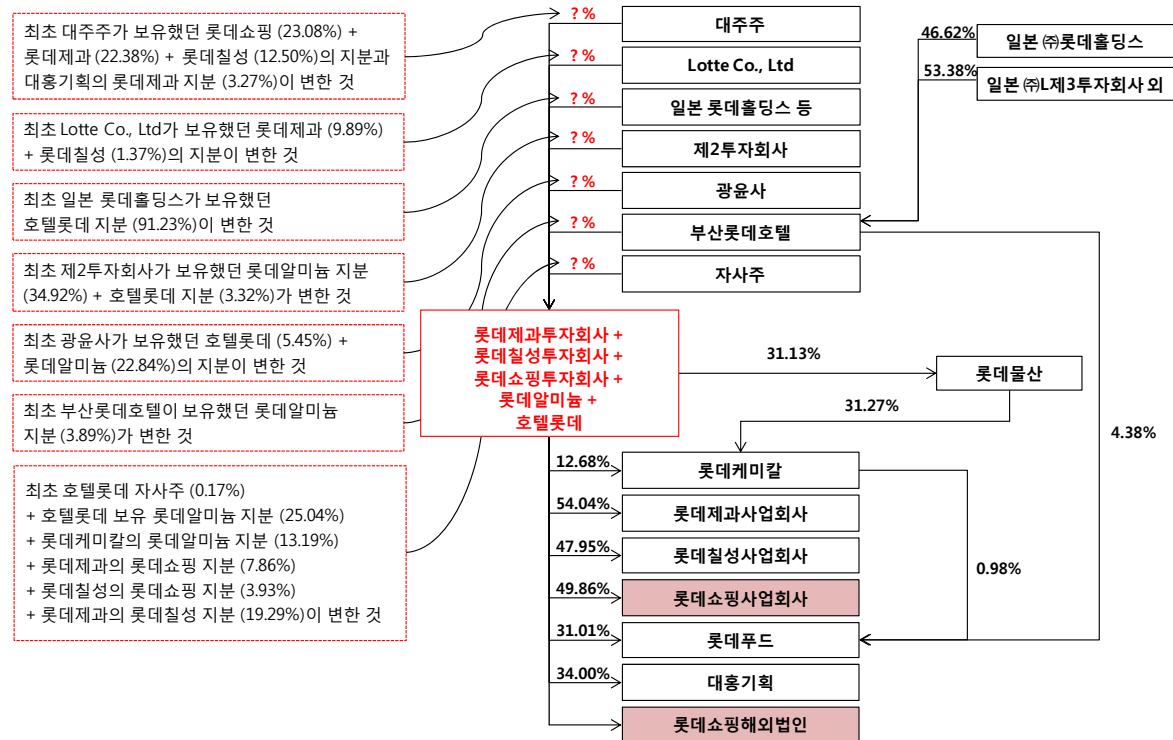 최초 대주주가 보유했던 롯데쇼핑 (23.08%) +
롯데제과 (22.38%) + 롯데칠성 (12.50%)의 지분과
대홍기획의 롯데제과 지분 (3.27%)이 변한 것
최초 Lotte Co., Ltd가 보유했던 롯데제과 (9.89%)
+ 롯데칠성 (1.37%)의 지분이 변한 것
최초 일본 롯데홀딩스가 보유했던
호텔롯데 지분 (91.23%)이 변한 것
최초 제2투자회사가 보유했던 롯데알미늄 지분
(34.92%) + 호텔롯데 지분 (3.32%)가 변한 것
최초 광윤사가 보유했던 호텔롯데 (5.45%) +
롯데알미늄 (22.84%)의 지분이 변한 것
최초 부산롯데호텔이 보유했던 롯데알미늄
지분 (3.89%)가 변한 것
최초 호텔롯데 자사주 (0.17%)
+ 호텔롯데 보유 롯데알미늄 지분 (25.04%)
+ 롯데케미칼의 롯데알미늄 지분 (13.19%)
+ 롯데제과의 롯데쇼핑 지분 (7.86%)
+ 롯데칠성의 롯데쇼핑 지분 (3.93%)
+ 롯데제과의 롯데칠성 지분 (19.29%)이 변한 것
? %
대주주
? %
Lotte Co., Ltd
? %
일본 롯데홀딩스 등
? %
제2투자회사
? %
광윤사
? %
부산롯데호텔
? %
자사주
46.62%
일본 ㈜롯데홀딩스
53.38%
일본 ㈜L제3투자회사 외
롯데제과투자회사 +
롯데칠성투자회사 +
롯데쇼핑투자회사 +
롯데알미늄 +
호텔롯데
31.13%
롯데물산
31.27%
4.38%
12.68%
롯데케미칼
54.04%
롯데제과사업회사
47.95%
롯데칠성사업회사
0.98%
49.86%
롯데쇼핑사업회사
31.01%
롯데푸드
34.00%
대홍기획
롯데쇼핑해외법인